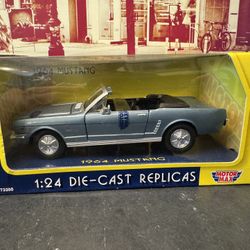 1964 MUSTANG
1964 MUSTANG
1:24 DIE-CAST REPLICAS
MOTOR
MAX